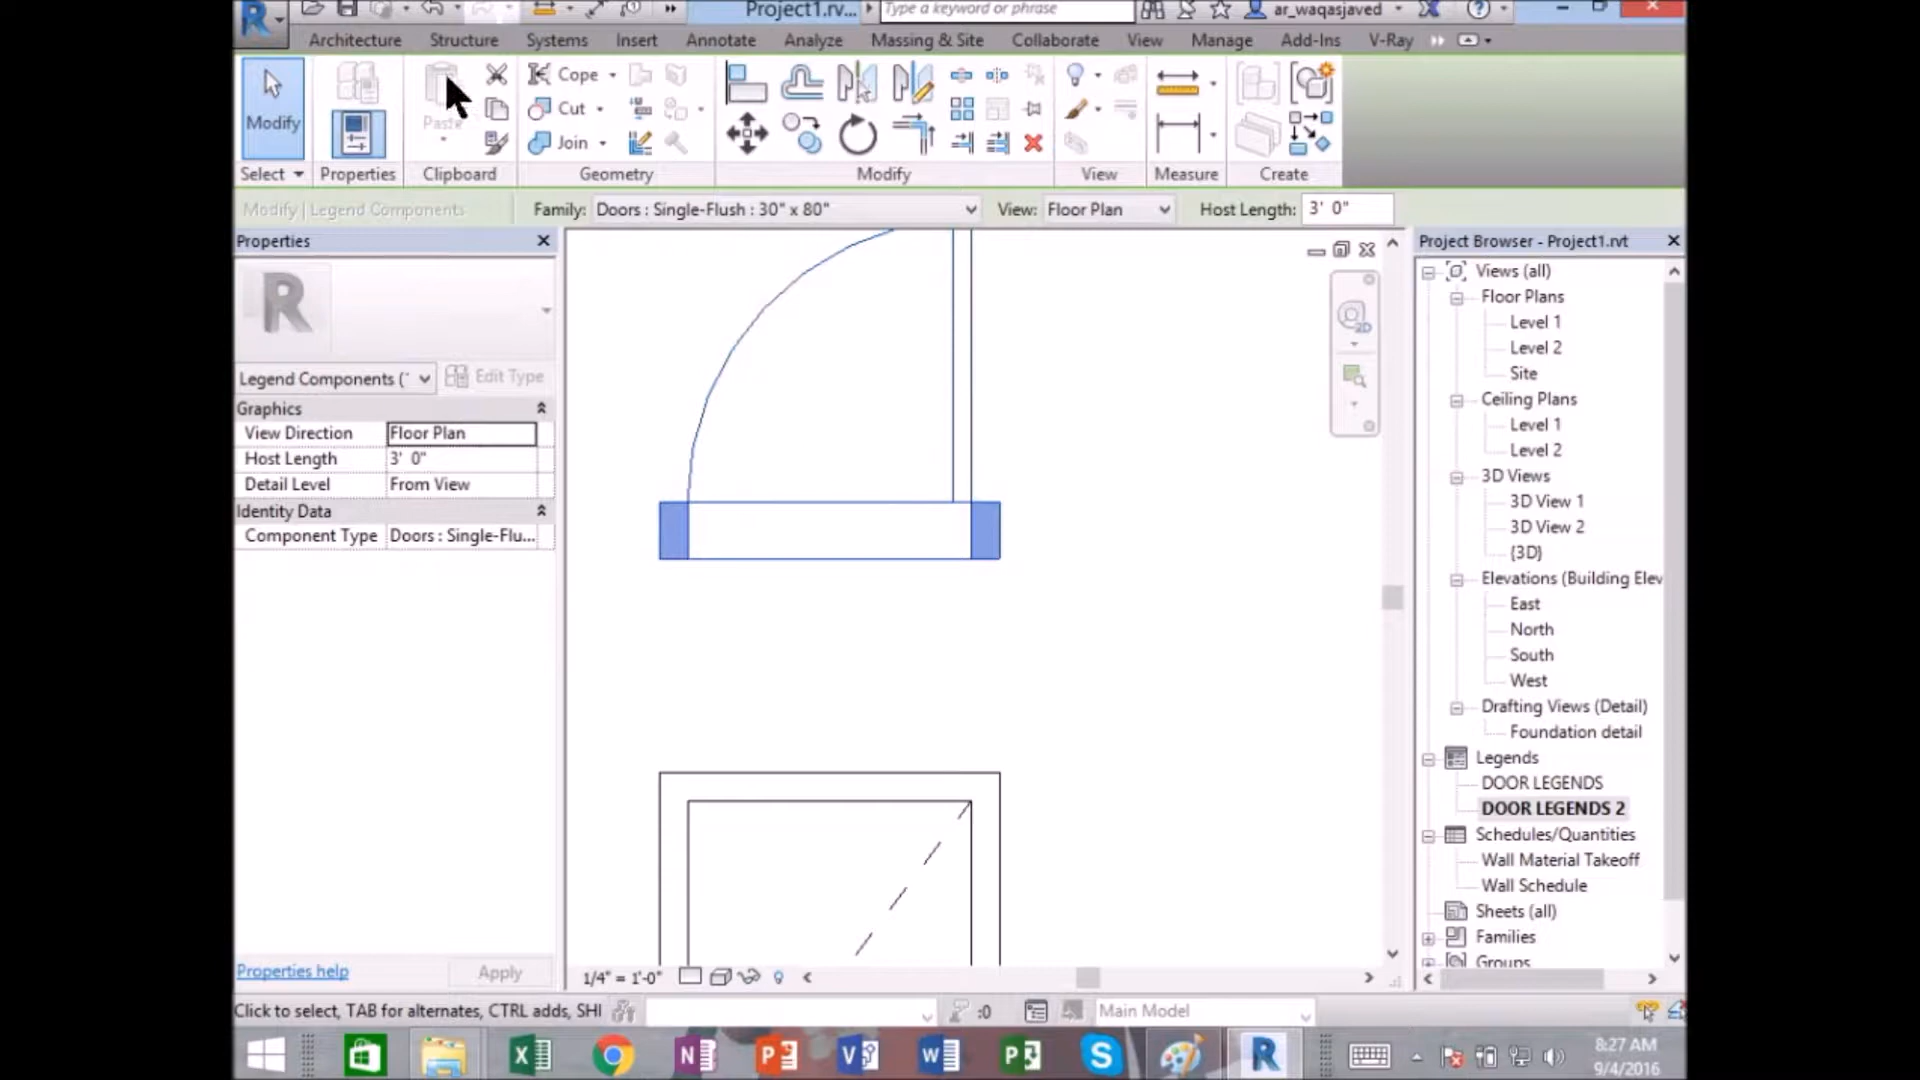 Project1.rv...
Type a keyword or phrase
ar_waqasjaved
Architecture Structure Systems Insert Annotate Analyze Massing & Site Collaborate View Manage Add-Ins V-Ray
Modify
Paste
Cope
Cut
Join
Select Properties Clipboard Geometry Modify View Measure Create
Modify | Legend Components
Family: Doors : Single-Flush : 30" x 80"
View: Floor Plan
Host Length: 3' 0"
Properties
Legend Components (
Edit Type
Graphics
View Direction Floor Plan
Host Length 3' 0"
Detail Level From View
Identity Data
Component Type Doors : Single-Flu...
Properties help
Apply
2D
1/4" = 1'-0"
Project Browser - Project1.rvt
Views (all)
Floor Plans
Level 1
Level 2
Site
Ceiling Plans
Level 1
Level 2
3D Views
3D View 1
3D View 2
{3D}
Elevations (Building Elev
East
North
South
West
Drafting Views (Detail)
Foundation detail
Legends
DOOR LEGENDS
DOOR LEGENDS 2
Schedules/Quantities
Wall Material Takeoff
Wall Schedule
Sheets (all)
Families
Groups
Click to select, TAB for alternates, CTRL adds, SHI
:0
Main Model
8:27 AM
9/4/2016